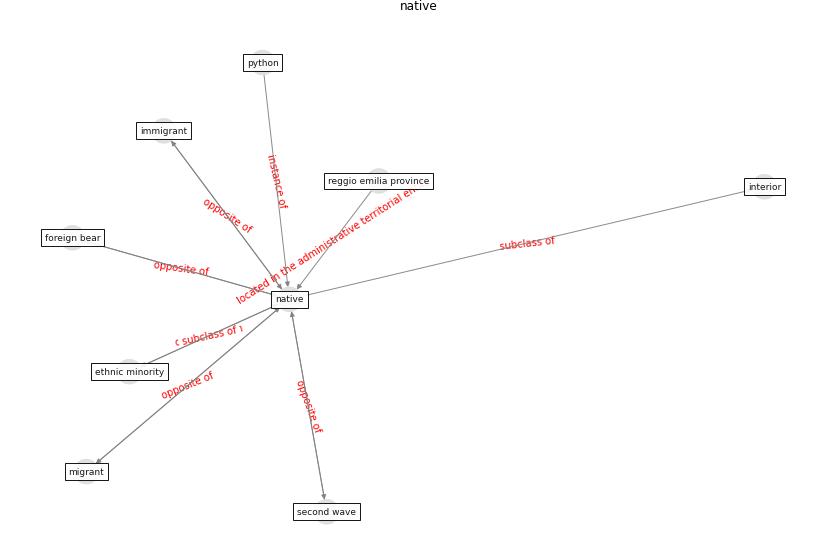 native
python
immigrant
instance of
reggio emilia province
interior
opposite of
foreign bear
subclass of
opposite of
located in the administrative territorial en
native
subclass of
ethnic minority
opposite of
opposite of
migrant
second wave